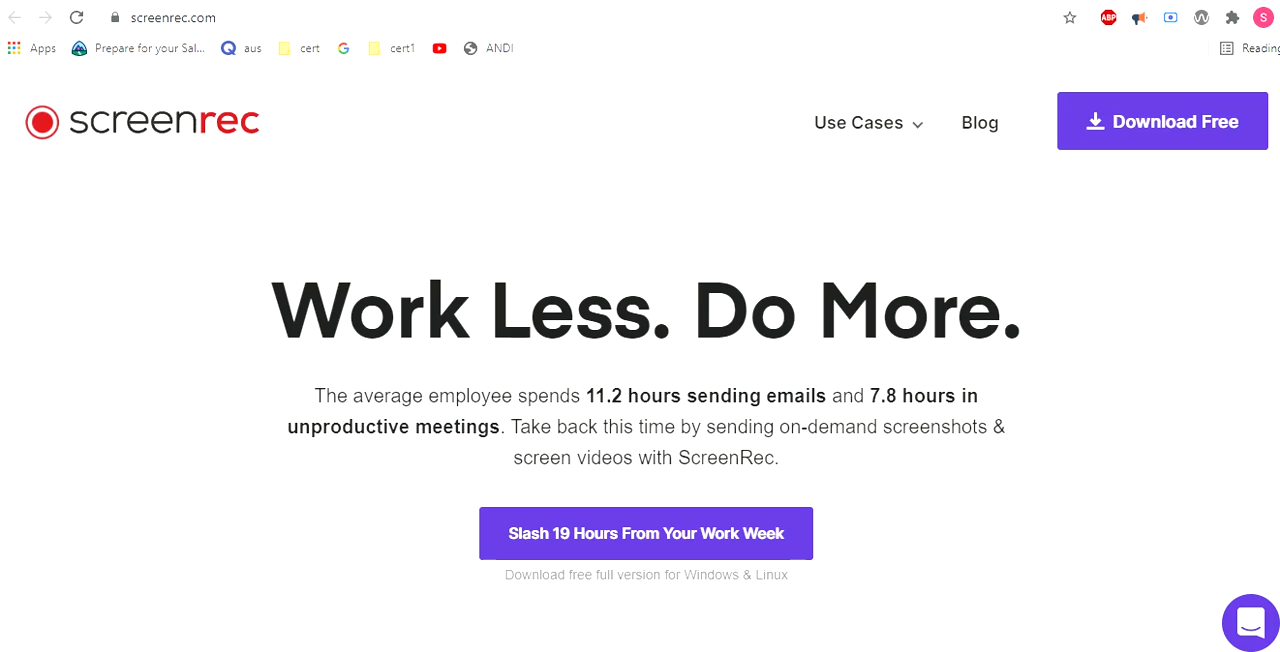 screenrec.com
ABP
S
Apps
Prepare for your Sal...
aus
cert
cert1
ANDI
Reading
screenrec
Use Cases
Blog
Download Free
Work Less. Do More.
The average employee spends 11.2 hours sending emails and 7.8 hours in
unproductive meetings. Take back this time by sending on-demand screenshots &
screen videos with ScreenRec.
Slash 19 Hours From Your Work Week
Download free full version for Windows & Linux